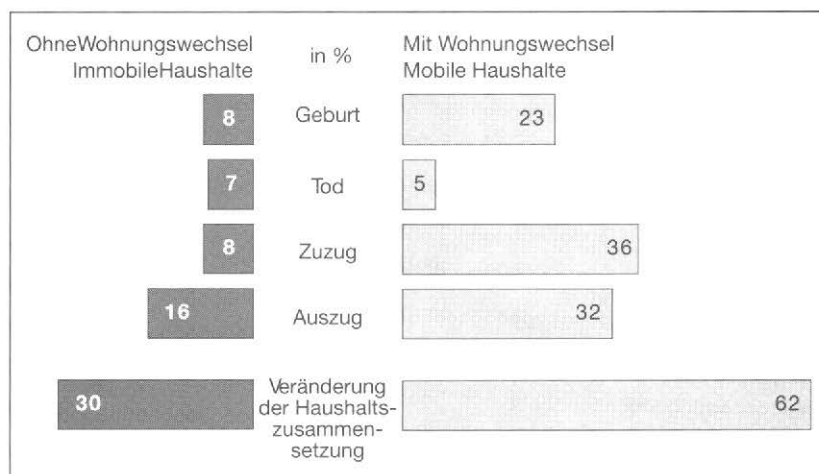 OhneWohnungswechsel
ImmobileHaushalte
in %
Mit Wohnungswechsel
Mobile Haushalte
8
Geburt
23
7
Tod
5
8
Zuzug
36
16
Auszug
32
30
Veränderung
der Haushalts-
zusammen-
setzung
62